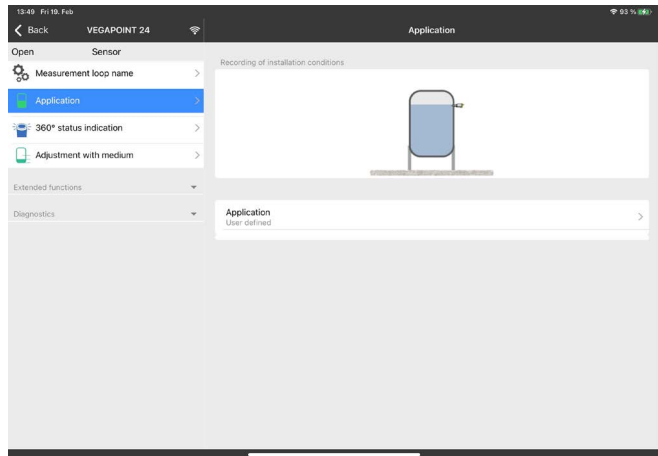 13:49 Fri 19. Feb
93 %
Back
VEGAPOINT 24
Application
Open
Sensor
Measurement loop name
Application
360° status indication
Adjustment with medium
Extended functions
Diagnostics
Recording of installation conditions
Application
User defined